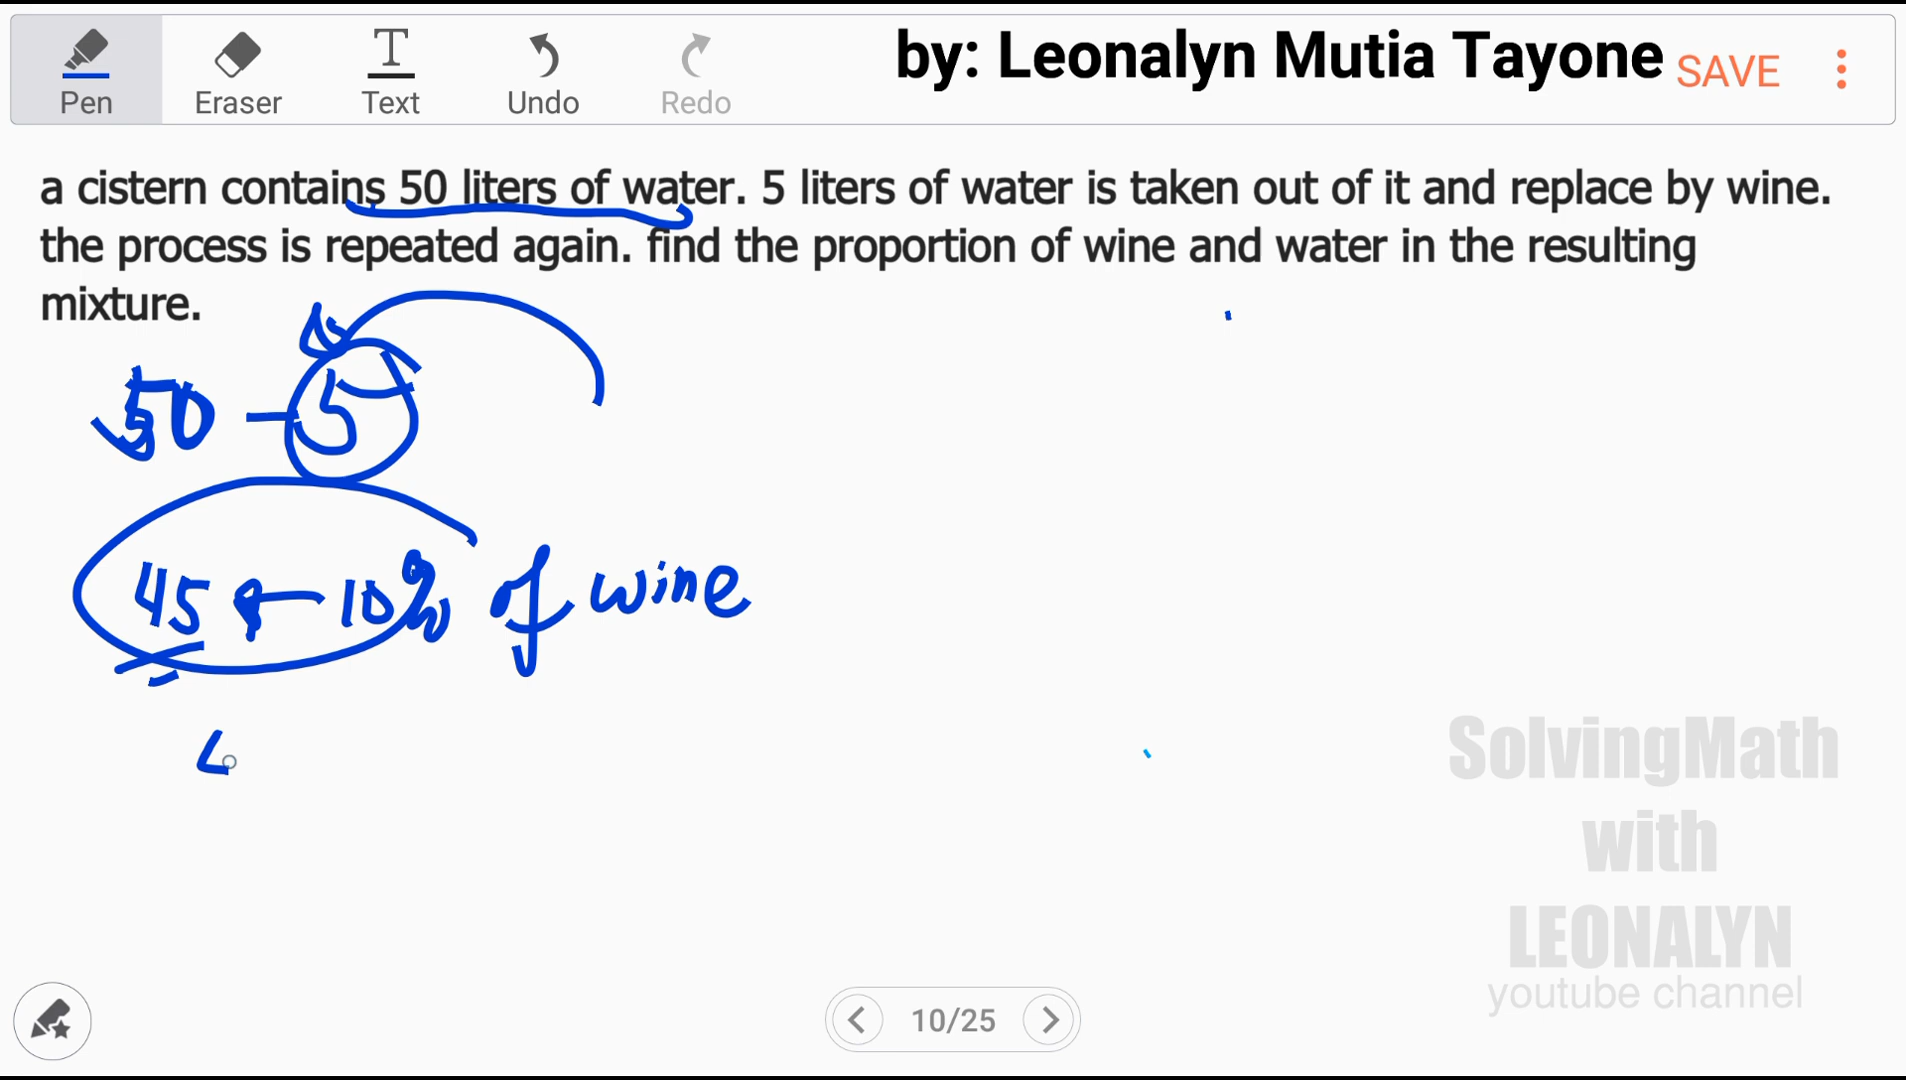 by: Leonalyn Mutia Tayone
SAVE
Pen
Eraser
Text
Undo
Redo
a cistern contains 50 liters of water. 5 liters of water is taken out of it and replace by wine.
the process is repeated again. find the proportion of wine and water in the resulting
mixture.
50 - 5
45 ← 10% of wine
SolvingMath
with
LEONALYN
youtube channel
10/25